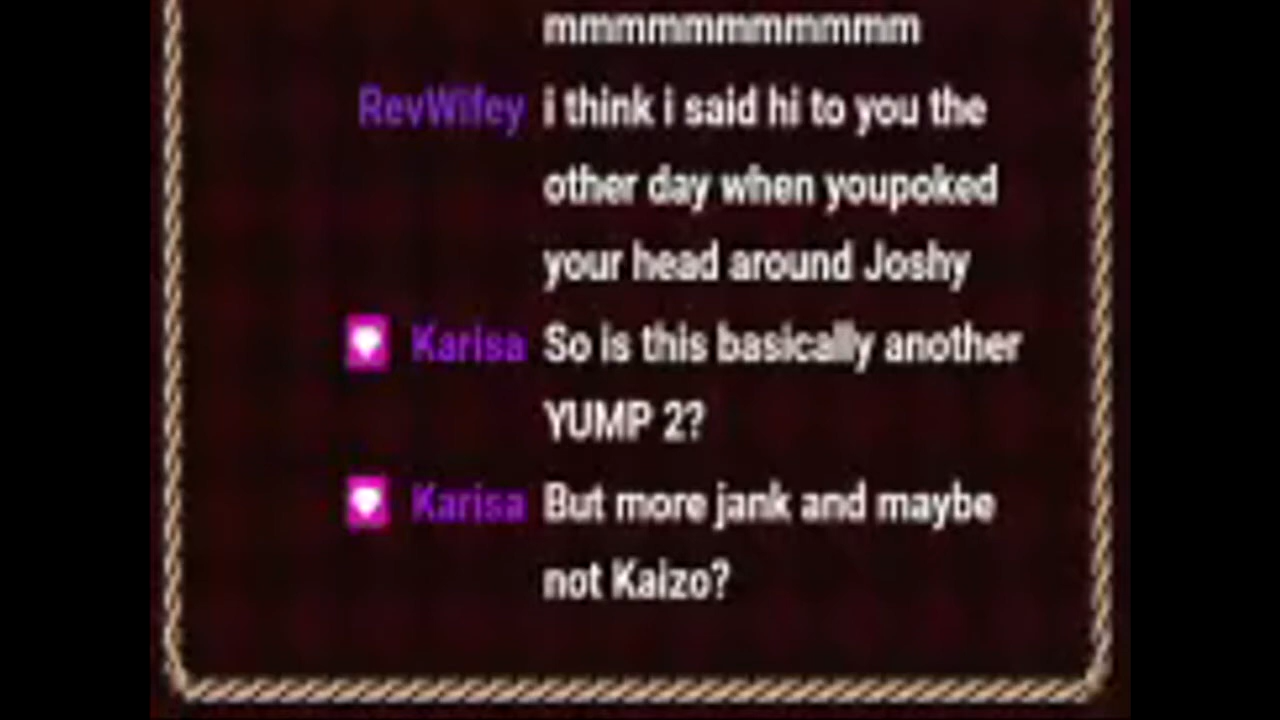 mmmmmmmmmmm
RevWifey i think i said hi to you the
other day when youpoked
your head around Joshy
Karisa So is this basically another
YUMP 2?
Karisa But more jank and maybe
not Kaizo?